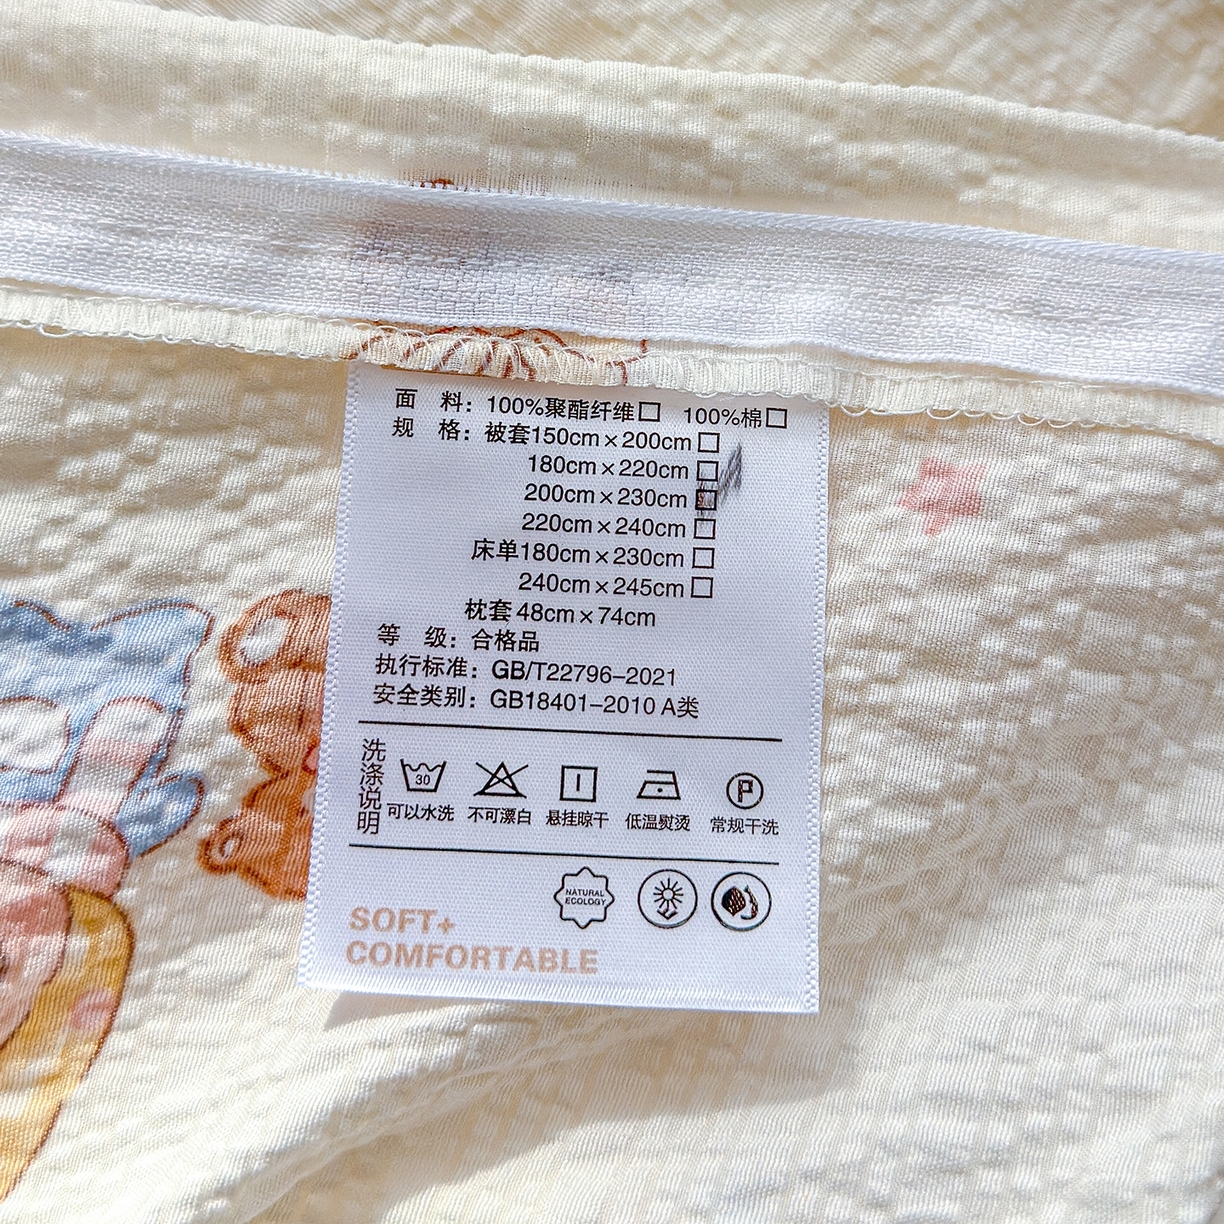 面 料：100%聚酯纤维□ 100%棉□
规 格：被套150cm×200cm□
180cm×220cm□
200cm×230cm□
220cm×240cm□
床单180cm×230cm□
240cm×245cm□
枕套48cm×74cm
等 级：合格品
执行标准：GB/T22796-2021
安全类别：GB18401-2010 A类
洗涤说明
30
可以水洗 不可漂白 悬挂晾干 低温熨烫 常规干洗
P
NATURAL
ECOLOGY
SOFT+
COMFORTABLE